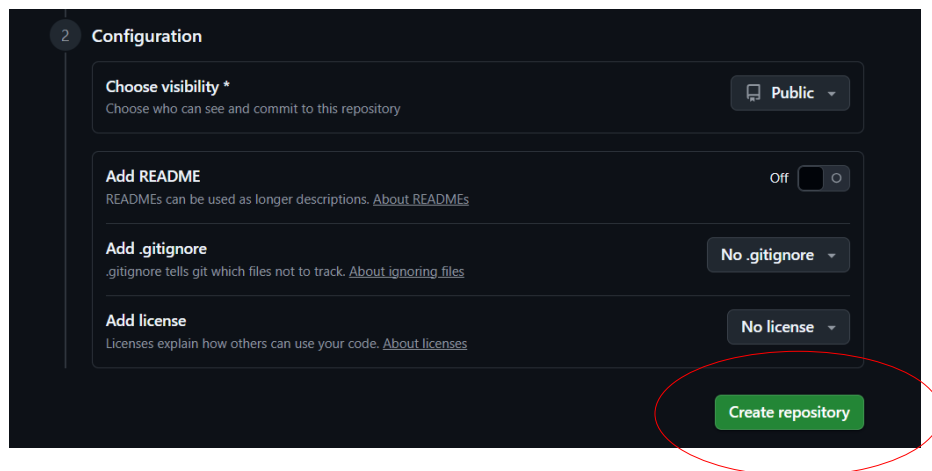 2
Configuration
Choose visibility *
Choose who can see and commit to this repository
Public
Add README
READMEs can be used as longer descriptions. About READMEs
Off
Add .gitignore
.gitignore tells git which files not to track. About ignoring files
No .gitignore
Add license
Licenses explain how others can use your code. About licenses
No license
Create repository